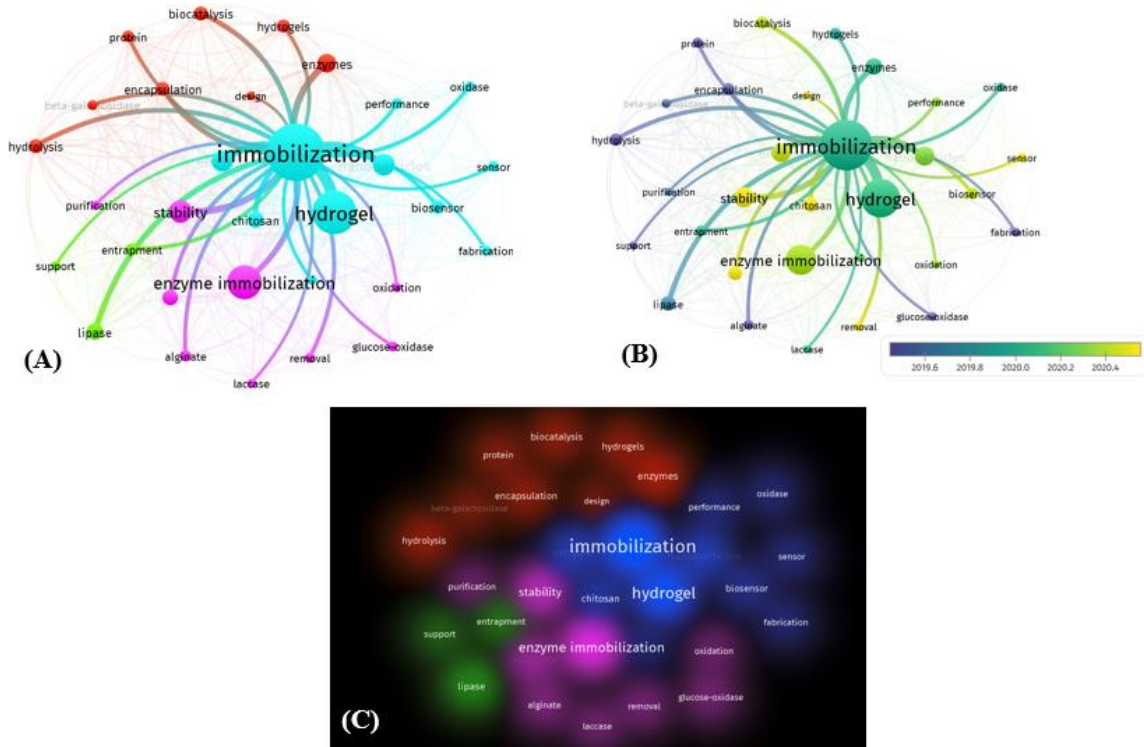 biocatalysis
hydrogels
protein
enzymes
encapsulation
design
beta-galactosidase
performance
oxidase
hydrolysis
immobilization
sensor
purification
stability
hydrogel
chitosan
biosensor
entrapment
support
fabrication
enzyme immobilization
oxidation
lipase
alginate
removal
glucose-oxidase
laccase
(A)
biocatalysis
hydrogels
protein
enzymes
encapsulation
design
beta-galactosidase
performance
oxidase
hydrolysis
immobilization
sensor
purification
stability
hydrogel
chitosan
biosensor
entrapment
support
fabrication
enzyme immobilization
oxidation
lipase
alginate
removal
glucose-oxidase
laccase
(B)
2019.6 2019.8 2020.0 2020.2 2020.4
biocatalysis
hydrogels
protein
enzymes
encapsulation
design
beta-galactosidase
performance
oxidase
hydrolysis
immobilization
sensor
purification
stability
chitosan
hydrogel
biosensor
entrapment
support
fabrication
enzyme immobilization
oxidation
lipase
alginate
removal
glucose-oxidase
laccase
(C)